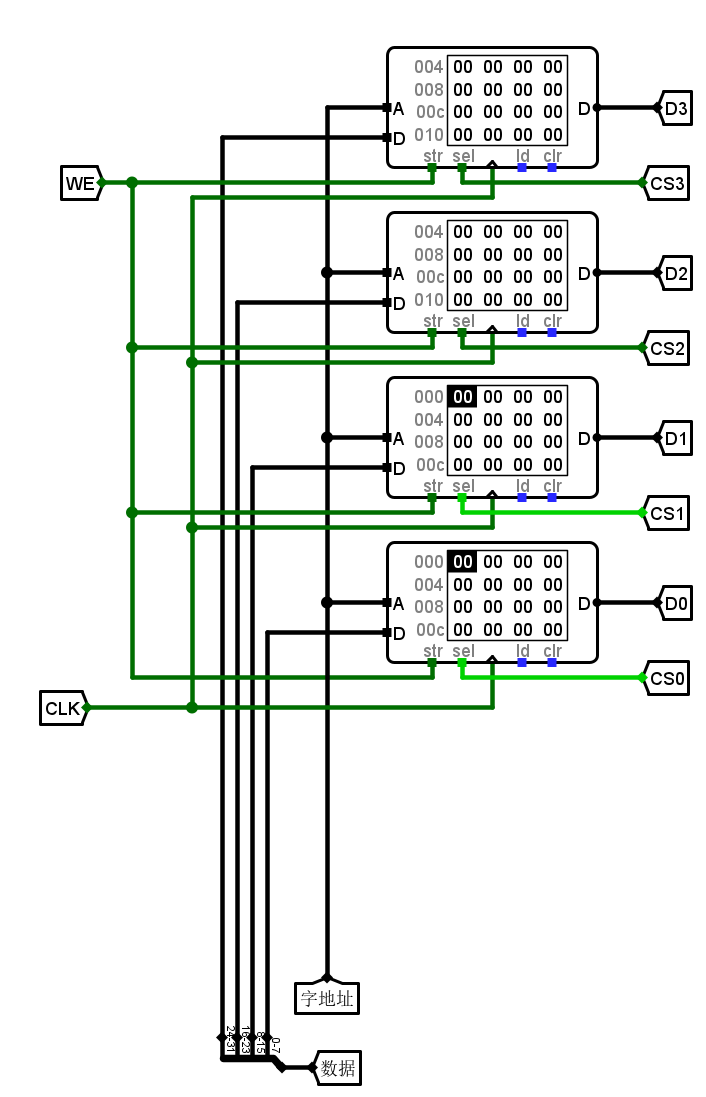 004 00 00 00 00
008 00 00 00 00
A 00c 00 00 00 00 D D3
D 010 00 00 00 00
str sel ld clr
WE CS3
004 00 00 00 00
008 00 00 00 00
A 00c 00 00 00 00 D D2
D 010 00 00 00 00
str sel ld clr
CS2
000 00 00 00 00
004 00 00 00 00
A 008 00 00 00 00 D D1
D 00c 00 00 00 00
str sel ld clr
CS1
000 00 00 00 00
004 00 00 00 00
A 008 00 00 00 00 D D0
D 00c 00 00 00 00
str sel ld clr
CS0
CLK
字地址
24-31 16-23 8-15 0-7
数据